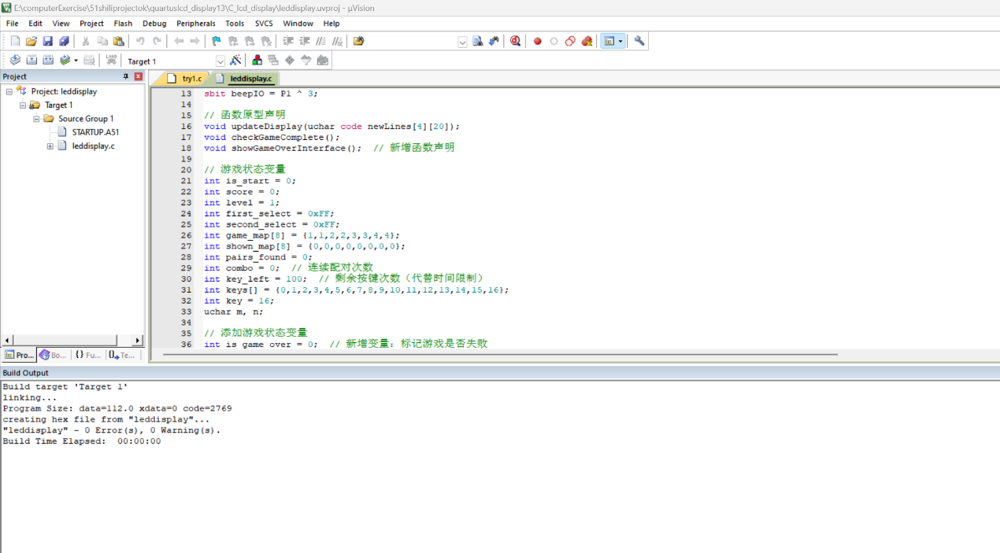 E:\computerExercise\51shiliprojectok\quartuslcd_display13\C_lcd_display\leddisplay.uvproj - µVision
File Edit View Project Flash Debug Peripherals Tools SVCS Window Help
LOAD Target 1
Project
try1.c leddisplay.c
Project: leddisplay
Target 1
Source Group 1
STARTUP.A51
leddisplay.c
13 sbit beepIO = P1 ^ 3;
14
15 // 函数原型声明
16 void updateDisplay(uchar code newLines[4][20]);
17 void checkGameComplete();
18 void showGameOverInterface();  // 新增函数声明
19
20 // 游戏状态变量
21 int is_start = 0;
22 int score = 0;
23 int level = 1;
24 int first_select = 0xFF;
25 int second_select = 0xFF;
26 int game_map[8] = {1,1,2,2,3,3,4,4};
27 int shown_map[8] = {0,0,0,0,0,0,0,0};
28 int pairs_found = 0;
29 int combo = 0;  // 连续配对次数
30 int key_left = 100;  // 剩余按键次数（代替时间限制）
31 int keys[] = {0,1,2,3,4,5,6,7,8,9,10,11,12,13,14,15,16};
32 int key = 16;
33 uchar m, n;
34
35 // 添加游戏状态变量
36 int is_game_over = 0;  // 新增变量：标记游戏是否失败
Pro... Bo... {} Fu... 0 Te...
Build Output
Build target 'Target 1'
linking...
Program Size: data=112.0 xdata=0 code=2769
creating hex file from "leddisplay"...
"leddisplay" - 0 Error(s), 0 Warning(s).
Build Time Elapsed:  00:00:00